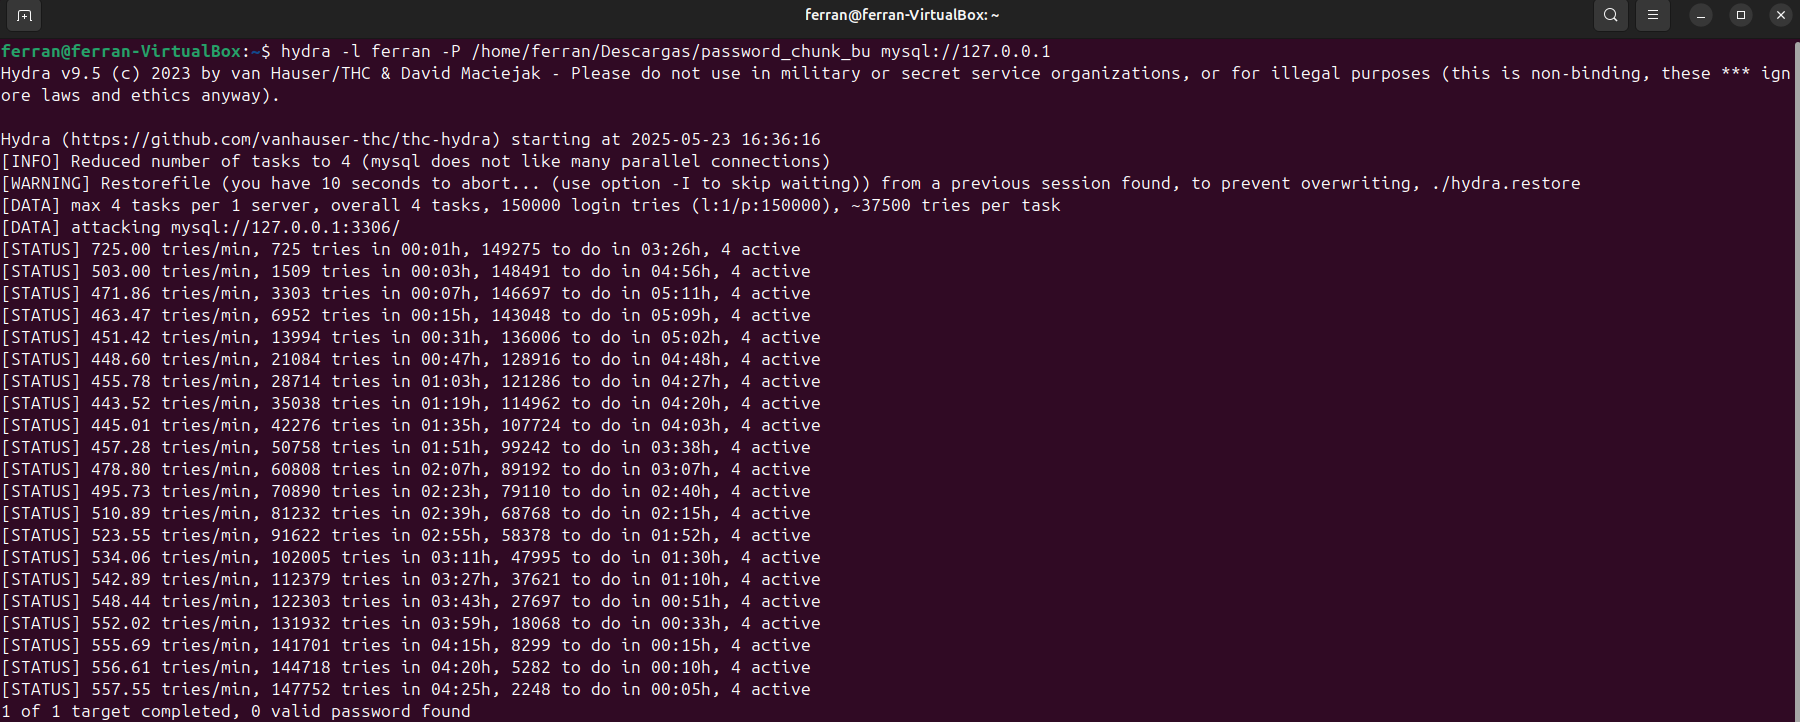 ferran@ferran-VirtualBox: ~
ferran@ferran-VirtualBox:~$ hydra -l ferran -P /home/ferran/Descargas/password_chunk_bu mysql://127.0.0.1
Hydra v9.5 (c) 2023 by van Hauser/THC & David Maciejak - Please do not use in military or secret service organizations, or for illegal purposes (this is non-binding, these *** ign
ore laws and ethics anyway).
Hydra (https://github.com/vanhauser-thc/thc-hydra) starting at 2025-05-23 16:36:16
[INFO] Reduced number of tasks to 4 (mysql does not like many parallel connections)
[WARNING] Restorefile (you have 10 seconds to abort... (use option -I to skip waiting)) from a previous session found, to prevent overwriting, ./hydra.restore
[DATA] max 4 tasks per 1 server, overall 4 tasks, 150000 login tries (l:1/p:150000), ~37500 tries per task
[DATA] attacking mysql://127.0.0.1:3306/
[STATUS] 725.00 tries/min, 725 tries in 00:01h, 149275 to do in 03:26h, 4 active
[STATUS] 503.00 tries/min, 1509 tries in 00:03h, 148491 to do in 04:56h, 4 active
[STATUS] 471.86 tries/min, 3303 tries in 00:07h, 146697 to do in 05:11h, 4 active
[STATUS] 463.47 tries/min, 6952 tries in 00:15h, 143048 to do in 05:09h, 4 active
[STATUS] 451.42 tries/min, 13994 tries in 00:31h, 136006 to do in 05:02h, 4 active
[STATUS] 448.60 tries/min, 21084 tries in 00:47h, 128916 to do in 04:48h, 4 active
[STATUS] 455.78 tries/min, 28714 tries in 01:03h, 121286 to do in 04:27h, 4 active
[STATUS] 443.52 tries/min, 35038 tries in 01:19h, 114962 to do in 04:20h, 4 active
[STATUS] 445.01 tries/min, 42276 tries in 01:35h, 107724 to do in 04:03h, 4 active
[STATUS] 457.28 tries/min, 50758 tries in 01:51h, 99242 to do in 03:38h, 4 active
[STATUS] 478.80 tries/min, 60808 tries in 02:07h, 89192 to do in 03:07h, 4 active
[STATUS] 495.73 tries/min, 70890 tries in 02:23h, 79110 to do in 02:40h, 4 active
[STATUS] 510.89 tries/min, 81232 tries in 02:39h, 68768 to do in 02:15h, 4 active
[STATUS] 523.55 tries/min, 91622 tries in 02:55h, 58378 to do in 01:52h, 4 active
[STATUS] 534.06 tries/min, 102005 tries in 03:11h, 47995 to do in 01:30h, 4 active
[STATUS] 542.89 tries/min, 112379 tries in 03:27h, 37621 to do in 01:10h, 4 active
[STATUS] 548.44 tries/min, 122303 tries in 03:43h, 27697 to do in 00:51h, 4 active
[STATUS] 552.02 tries/min, 131932 tries in 03:59h, 18068 to do in 00:33h, 4 active
[STATUS] 555.69 tries/min, 141701 tries in 04:15h, 8299 to do in 00:15h, 4 active
[STATUS] 556.61 tries/min, 144718 tries in 04:20h, 5282 to do in 00:10h, 4 active
[STATUS] 557.55 tries/min, 147752 tries in 04:25h, 2248 to do in 00:05h, 4 active
1 of 1 target completed, 0 valid password found